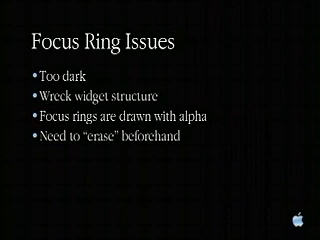 Focus Ring Issues
• Too dark
• Wreck widget structure
• Focus rings are drawn with alpha
• Need to “erase” beforehand